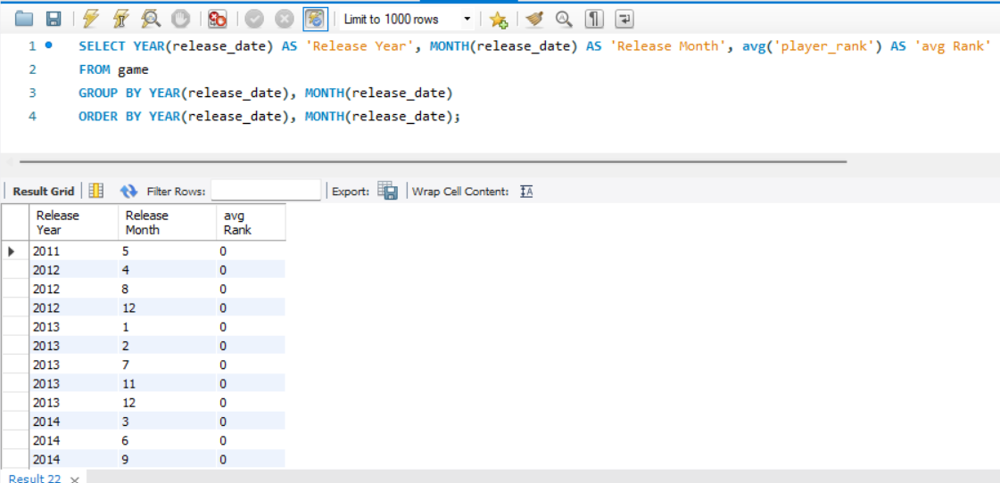 Limit to 1000 rows
1 SELECT YEAR(release_date) AS 'Release Year', MONTH(release_date) AS 'Release Month', avg('player_rank') AS 'avg Rank'
2 FROM game
3 GROUP BY YEAR(release_date), MONTH(release_date)
4 ORDER BY YEAR(release_date), MONTH(release_date);
Result Grid Filter Rows: Export: Wrap Cell Content: IA
Release Release avg
Year Month Rank
2011 5 0
2012 4 0
2012 8 0
2012 12 0
2013 1 0
2013 2 0
2013 7 0
2013 11 0
2013 12 0
2014 3 0
2014 6 0
2014 9 0
Result 22 ×